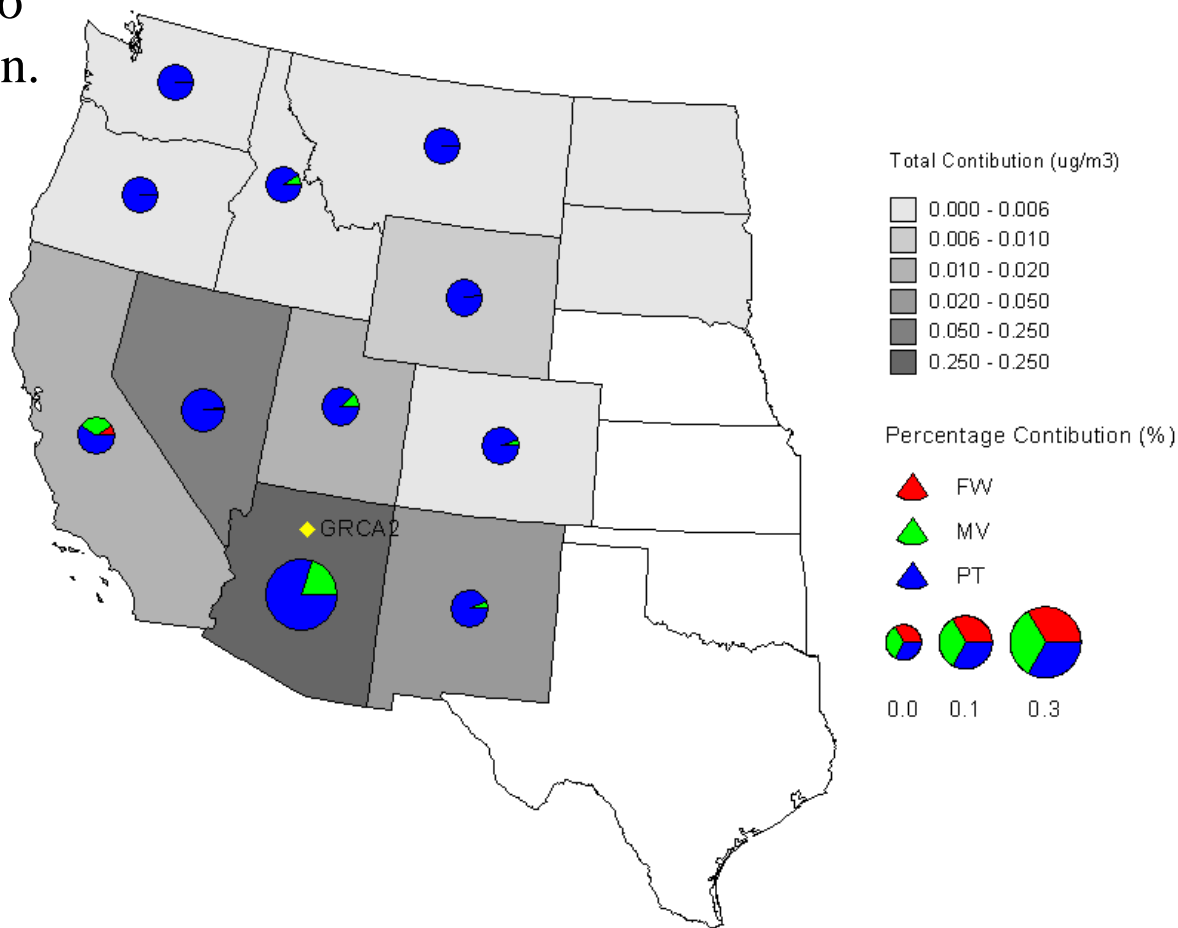 n.
Total Contibution (ug/m3)
0.000 - 0.006
0.006 - 0.010
0.010 - 0.020
0.020 - 0.050
0.050 - 0.250
0.250 - 0.250
GRCA2
Percentage Contibution (%)
FW
MV
PT
0.0 0.1 0.3